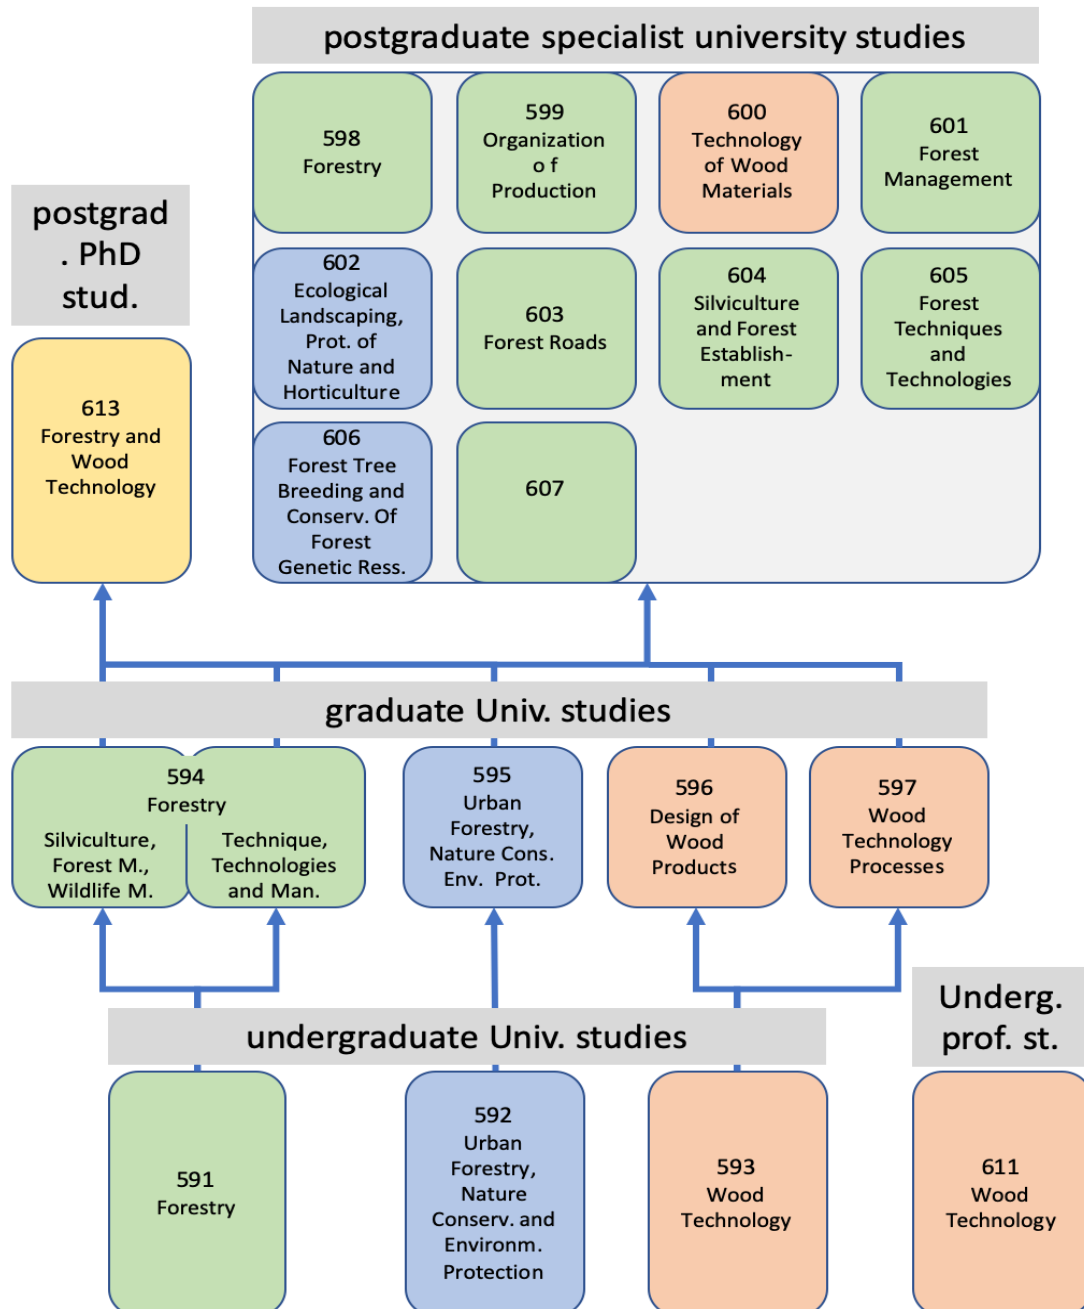 postgraduate specialist university studies
598
Forestry
599
Organization
o f
Production
600
Technology
of Wood
Materials
601
Forest
Management
postgrad
. PhD
stud.
602
Ecological
Landscaping,
Prot. of
Nature and
Horticulture
603
Forest Roads
604
Silviculture
and Forest
Establish-
ment
605
Forest
Techniques
and
Technologies
613
Forestry and
Wood
Technology
606
Forest Tree
Breeding and
Conserv. Of
Forest
Genetic Ress.
607
graduate Univ. studies
594
Forestry
Silviculture,
Forest M.,
Wildlife M.
Technique,
Technologies
and Man.
595
Urban
Forestry,
Nature Cons.
Env. Prot.
596
Design of
Wood
Products
597
Wood
Technology
Processes
undergraduate Univ. studies
Underg.
prof. st.
591
Forestry
592
Urban
Forestry,
Nature
Conserv. and
Environm.
Protection
593
Wood
Technology
611
Wood
Technology